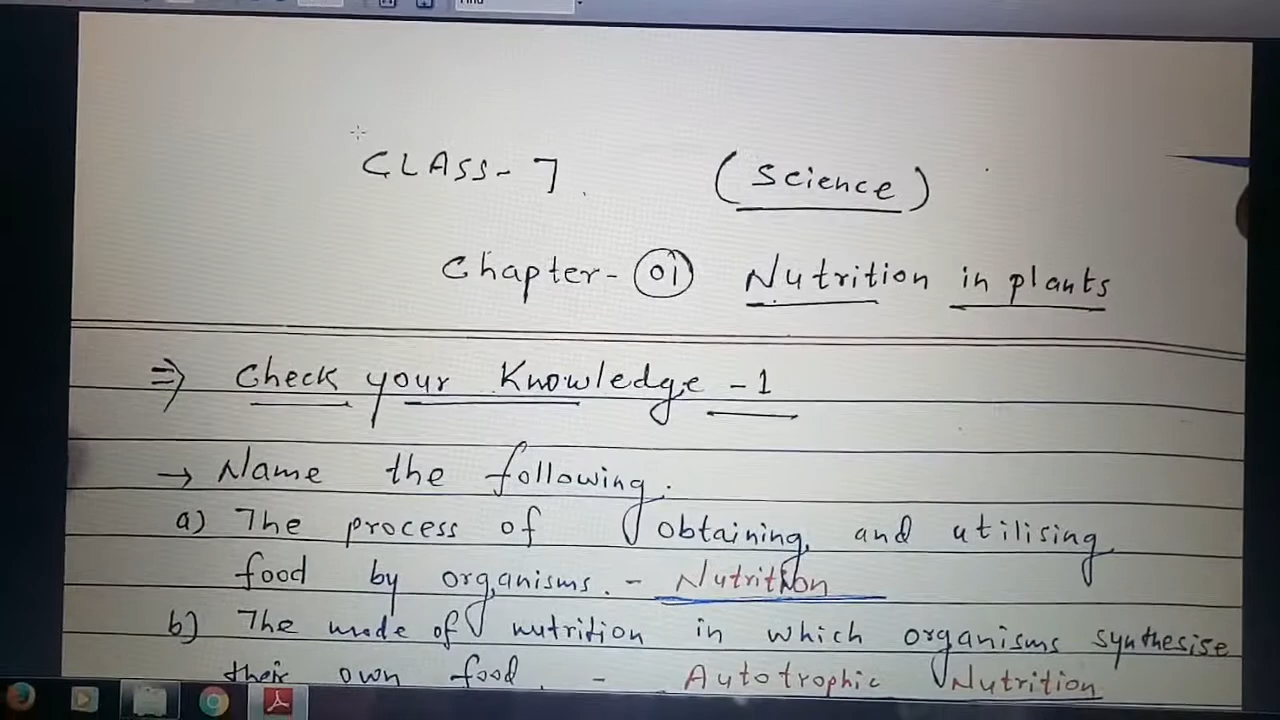 Find
CLASS-7. (Science)
Chapter- 01 Nutrition in plants
⇒ Check your Knowledge -1
→ Name the following.
a) The process of obtaining and utilising
food by organisms. - Nutrition
b) The mode of nutrition in which organisms synthesise
their own food. - Autotrophic Nutrition